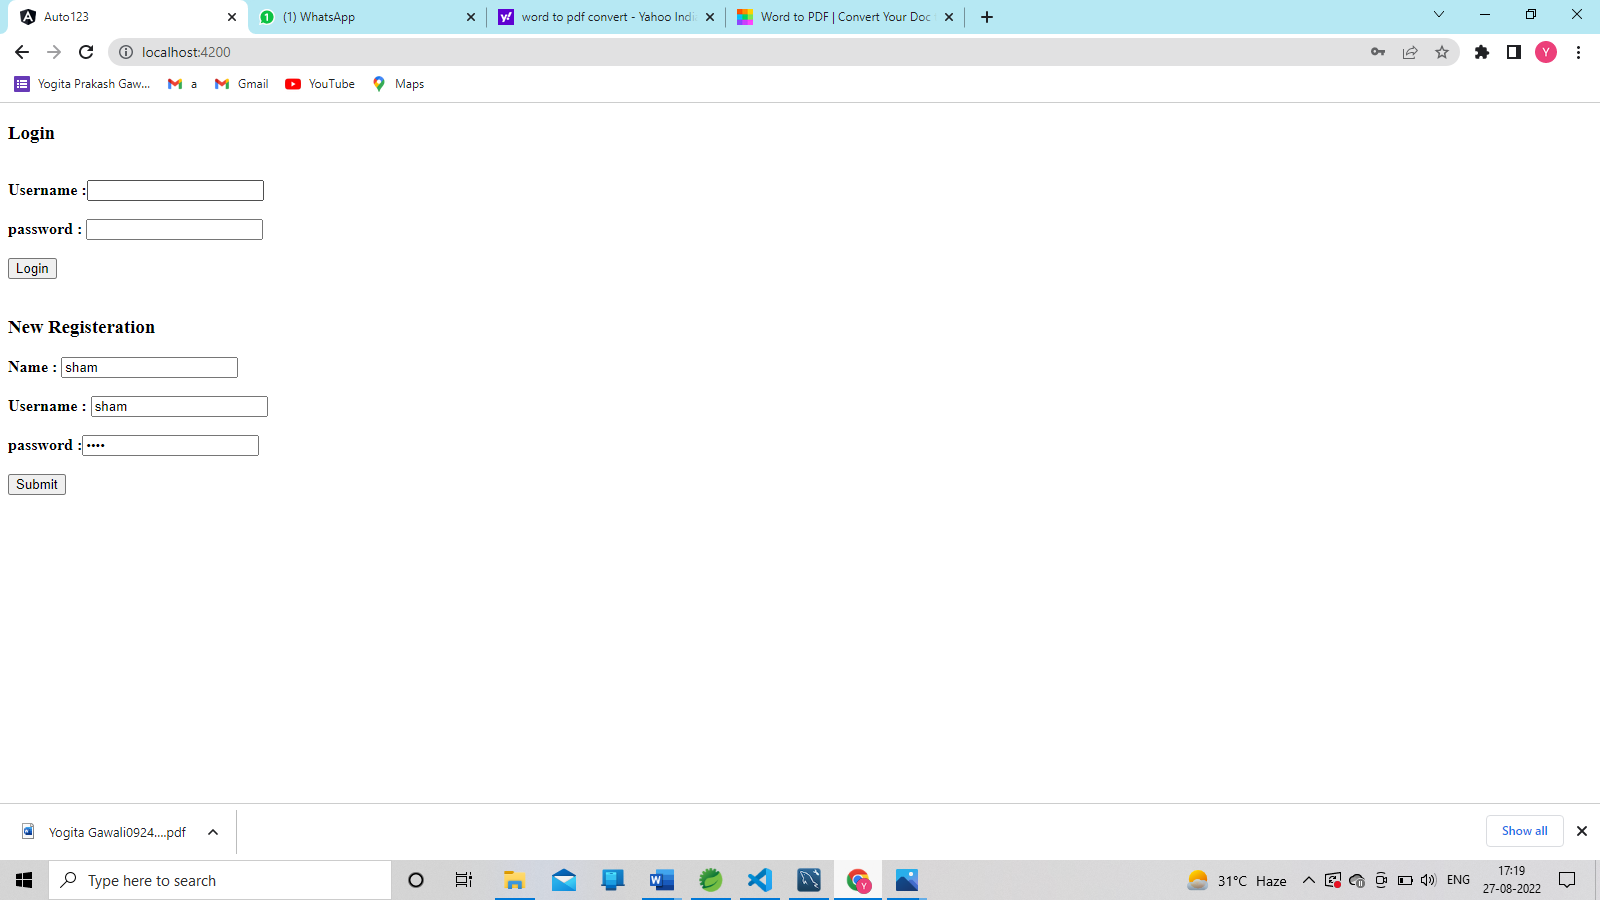 Auto123
(1) WhatsApp
word to pdf convert - Yahoo Indi
Word to PDF | Convert Your Doc
localhost:4200
Y
Yogita Prakash Gaw...
a
Gmail
YouTube
Maps
Login
Username :
password :
Login
New Registeration
Name : sham
Username : sham
password :••••
Submit
Yogita Gawali0924....pdf
Show all
Type here to search
31°C Haze
ENG
17:19
27-08-2022